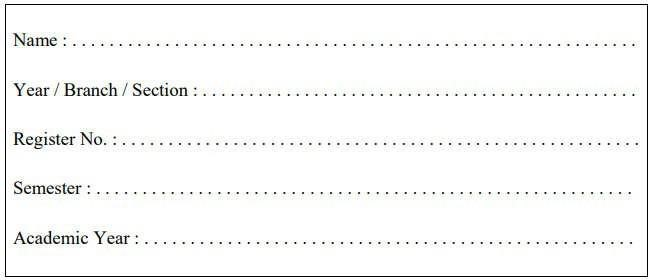 Name : . . . . . . . . . . . . . . . . . . . . . . . . . . . . . . . . . . . . . . . . . . . . . . . . . . . . . . . . . . . . .
Year / Branch / Section : . . . . . . . . . . . . . . . . . . . . . . . . . . . . . . . . . . . . . . . . . . . . . . .
Register No. : . . . . . . . . . . . . . . . . . . . . . . . . . . . . . . . . . . . . . . . . . . . . . . . . . . . . . . . .
Semester : . . . . . . . . . . . . . . . . . . . . . . . . . . . . . . . . . . . . . . . . . . . . . . . . . . . . . . . . . .
Academic Year : . . . . . . . . . . . . . . . . . . . . . . . . . . . . . . . . . . . . . . . . . . . . . . . . . . . . .